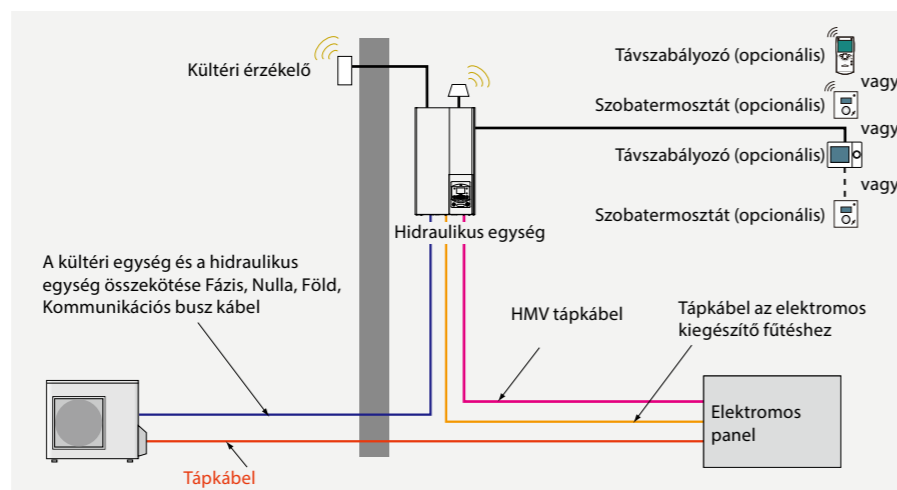 Kültéri érzékelő
Távszabályozó (opcionális)
vagy
Szobatermosztát (opcionális)
vagy
Távszabályozó (opcionális)
vagy
Szobatermosztát (opcionális)
Hidraulikus egység
A kültéri egység és a hidraulikus
egység összekötése Fázis, Nulla, Föld,
Kommunikációs busz kábel
HMV tápkábel
Tápkábel az elektromos
kiegészítő fűtéshez
Elektromos
panel
Tápkábel